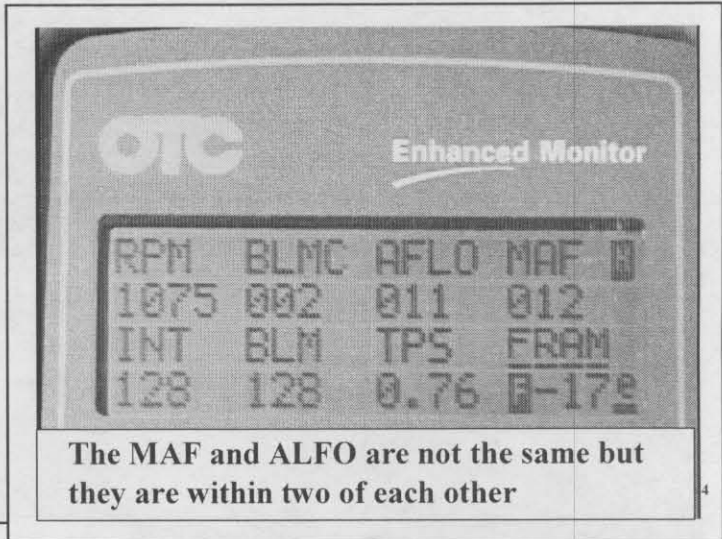 OTC
Enhanced Monitor
RPM BLMC AFLO MAF
1075 002 011 012
INT BLM TPS FRAM
128 128 0.76 -17
The MAF and ALFO are not the same but
they are within two of each other
4